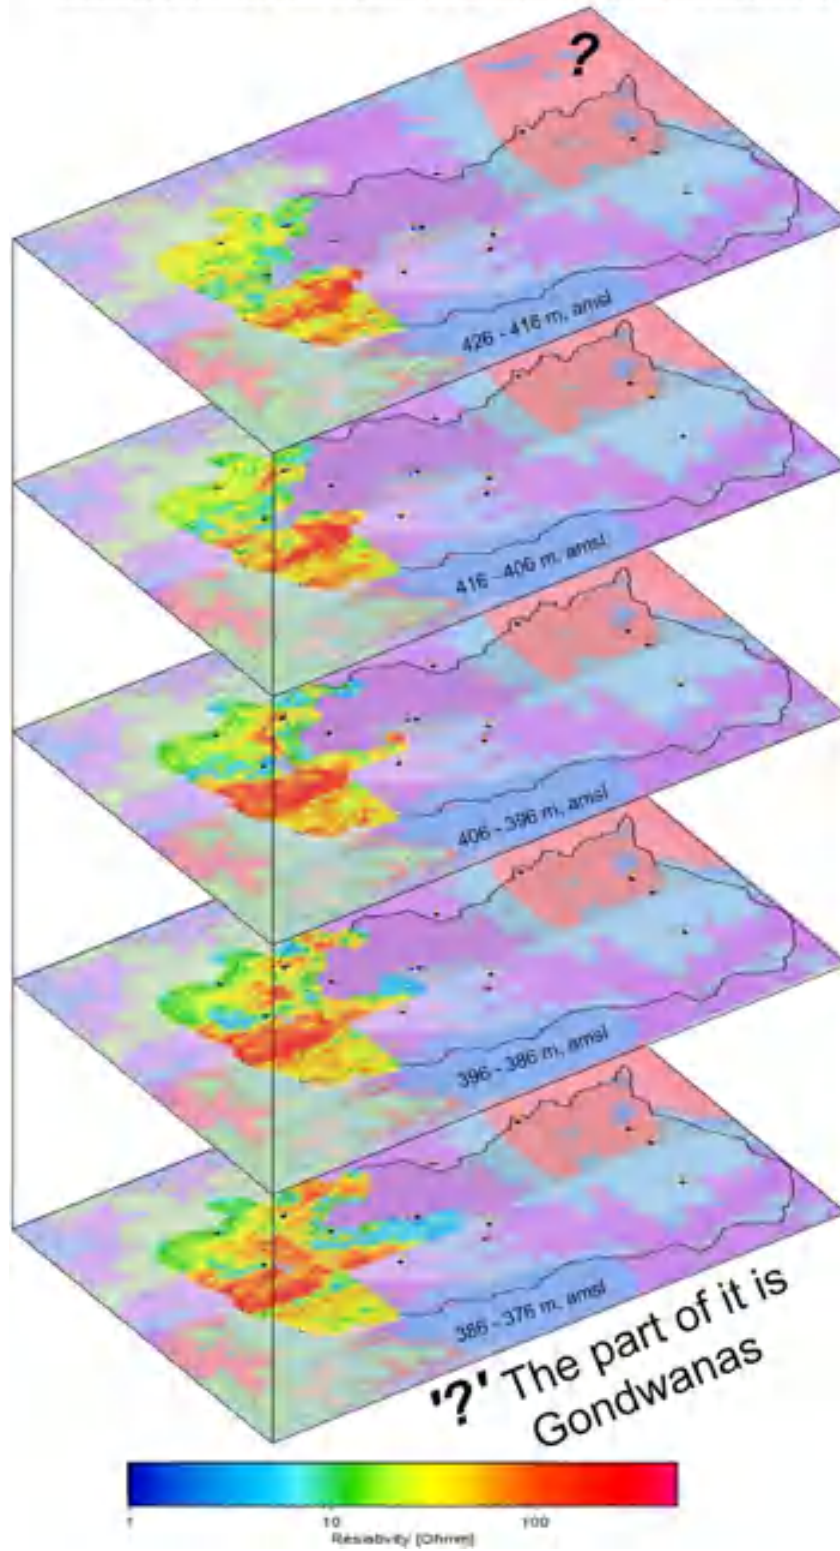 ?
426 - 416 m, amsl
416 - 406 m, amsl
406 - 396 m, amsl
396 - 386 m, amsl
386 - 376 m, amsl
'?' The part of it is
Gondwanas
1 10 100
Resistivity [Ohmm]